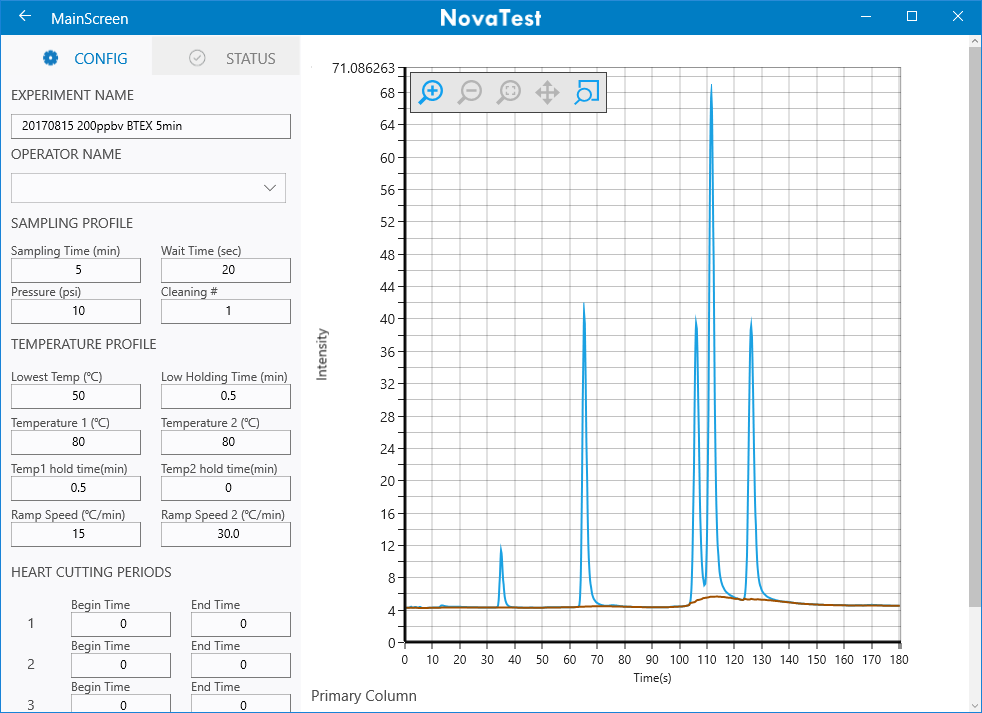 MainScreen
NovaTest
CONFIG
STATUS
EXPERIMENT NAME
20170815 200ppbv BTEX 5min
OPERATOR NAME
SAMPLING PROFILE
Sampling Time (min) Wait Time (sec)
5 20
Pressure (psi) Cleaning #
10 1
TEMPERATURE PROFILE
Lowest Temp (℃) Low Holding Time (min)
50 0.5
Temperature 1 (℃) Temperature 2 (℃)
80 80
Temp1 hold time(min) Temp2 hold time(min)
0.5 0
Ramp Speed (℃/min) Ramp Speed 2 (℃/min)
15 30.0
HEART CUTTING PERIODS
Begin Time End Time
1 0 0
Begin Time End Time
2 0 0
Begin Time End Time
3 0 0
71.086263
68
64
60
56
52
48
44
40
36
32
28
24
20
16
12
8
4
0
Intensity
0 10 20 30 40 50 60 70 80 90 100 110 120 130 140 150 160 170 180
Time(s)
Primary Column